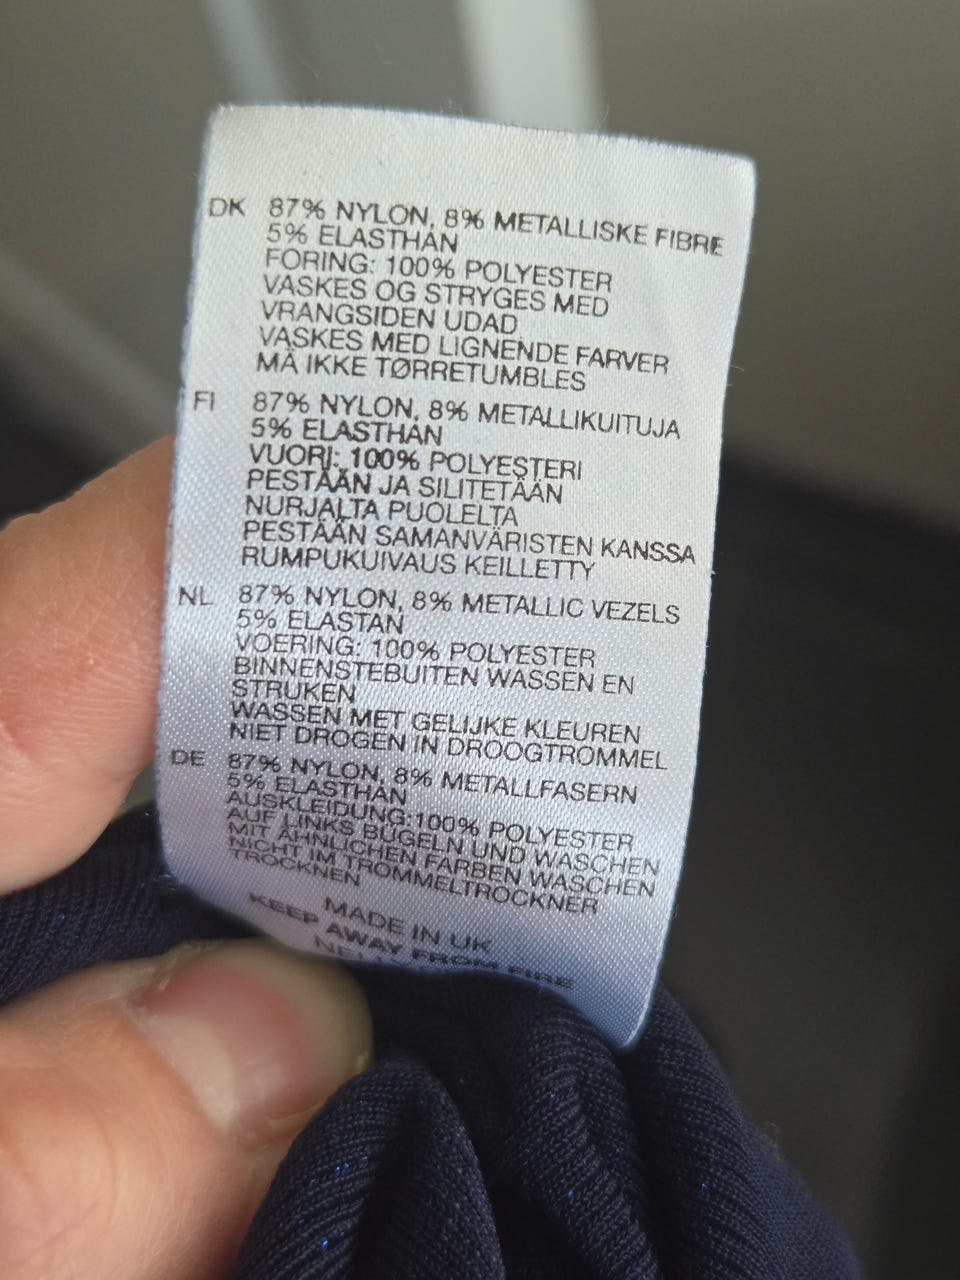 DK 87% NYLON, 8% METALLISKE FIBRE
5% ELASTHAN
FORING: 100% POLYESTER
VASKES OG STRYGES MED
VRANGSIDEN UDAD
VASKES MED LIGNENDE FARVER
MÅ IKKE TØRRETUMBLES
FI 87% NYLON, 8% METALLIKUITUJA
5% ELASTHAN
VUORI: 100% POLYESTERI
PESTÄÄN JA SILITETÄÄN
NURJALTA PUOLELTA
PESTÄÄN SAMANVÄRISTEN KANSSA
RUMPUKUIVAUS KEILLETTY
NL 87% NYLON, 8% METALLIC VEZELS
5% ELASTAN
VOERING: 100% POLYESTER
BINNENSTEBUITEN WASSEN EN
STRUKEN
WASSEN MET GELIJKE KLEUREN
NIET DROGEN IN DROOGTROMMEL
DE 87% NYLON, 8% METALLFASERN
5% ELASTHAN
AUSKLEIDUNG:100% POLYESTER
AUF LINKS BÜGELN UND WASCHEN
MIT ÄHNLICHEN FARBEN WASCHEN
NICHT IM TROMMELTROCKNER
TROCKNEN
MADE IN UK
KEEP AWAY FROM FIRE